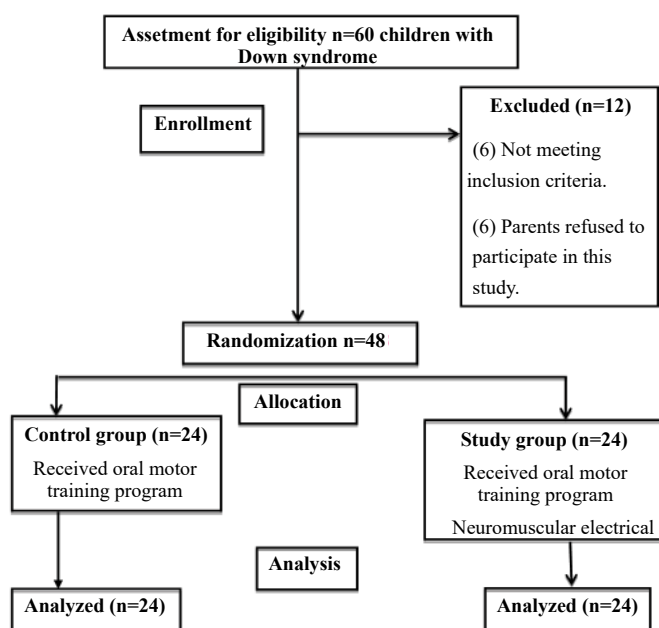 Assetment for eligibility n=60 children with
Down syndrome
Enrollment
Excluded (n=12)
(6) Not meeting
inclusion criteria.
(6) Parents refused to
participate in this
study.
Randomization n=48
Allocation
Control group (n=24)
Received oral motor
training program
Study group (n=24)
Received oral motor
training program
Neuromuscular electrical
Analysis
Analyzed (n=24)
Analyzed (n=24)